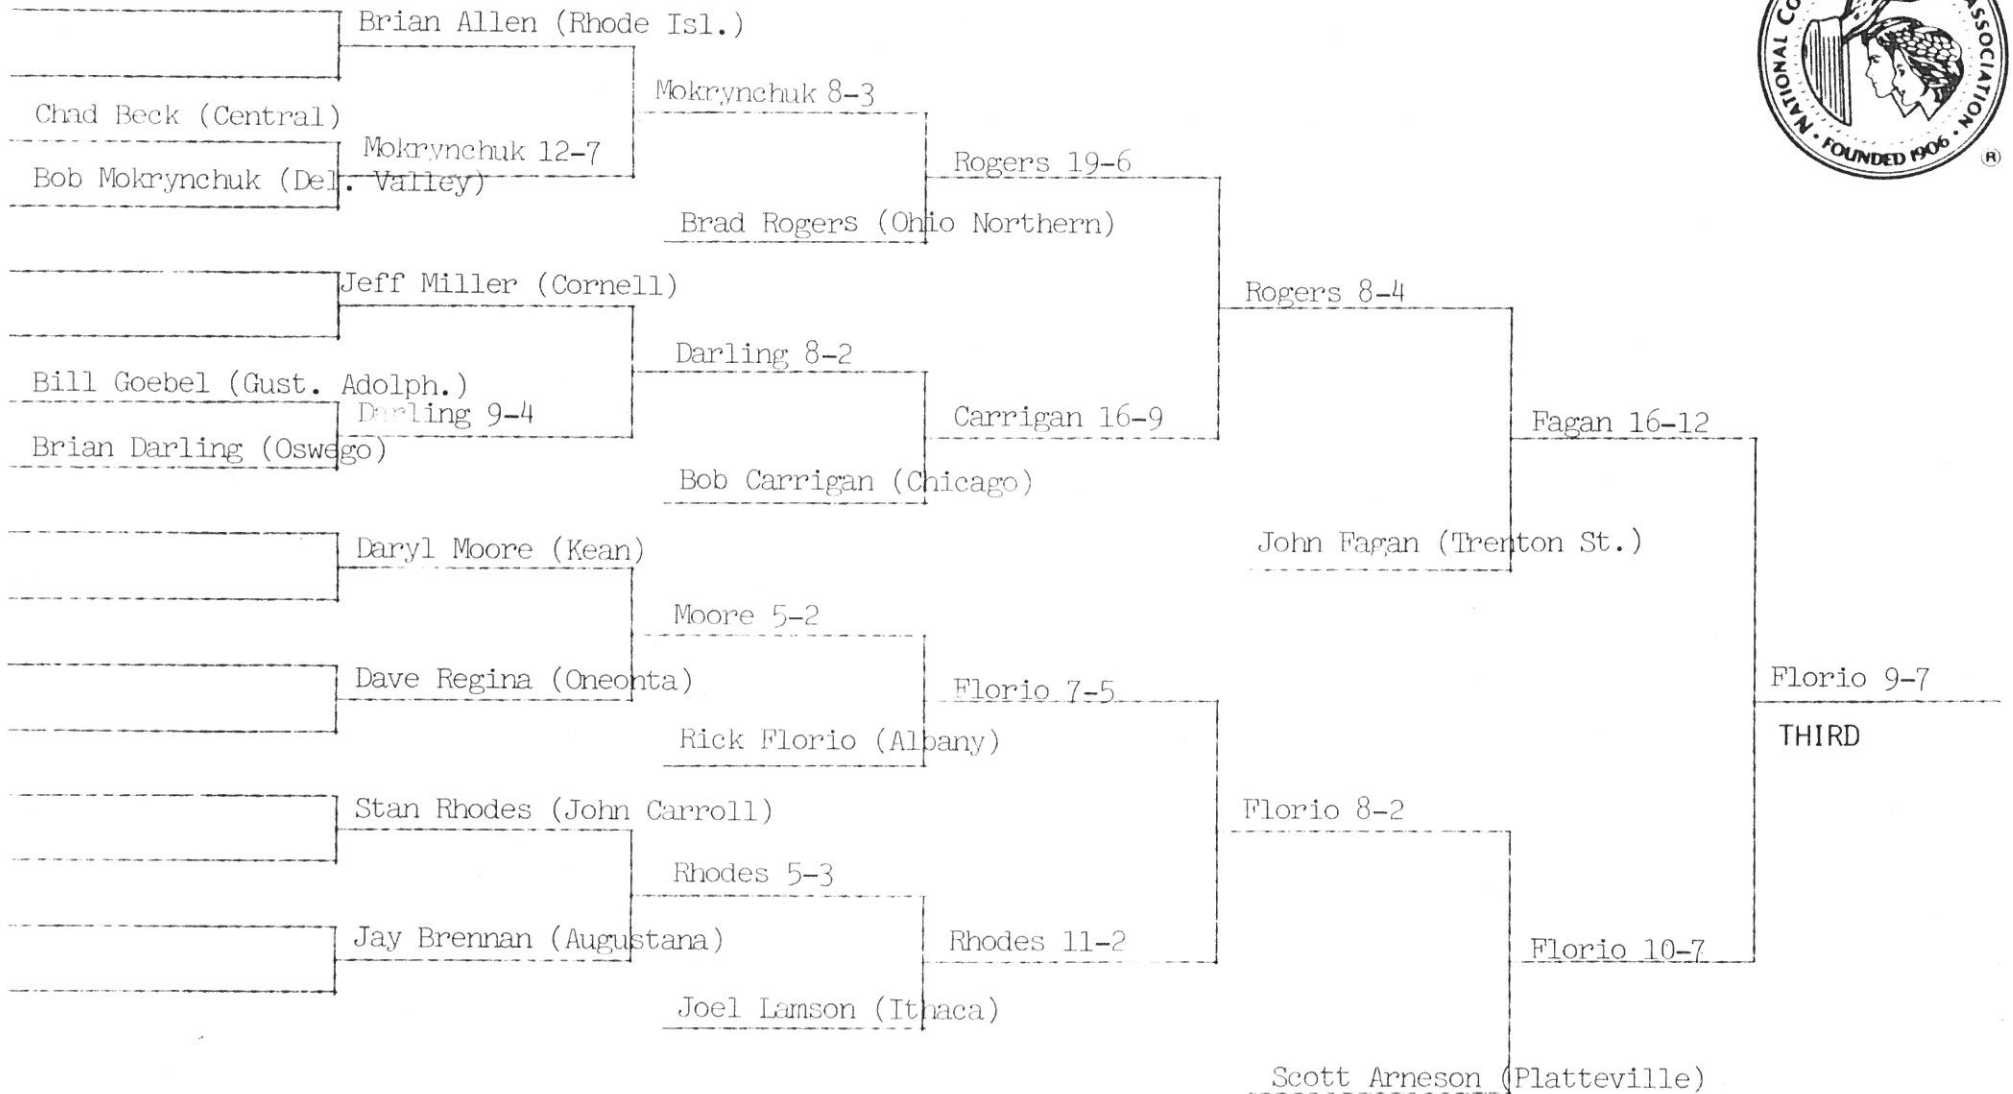 Brian Allen (Rhode Isl.)
Mokrynchuk 8-3
Chad Beck (Central)
Mokrynchuk 12-7
Bob Mokrynchuk (Del. Valley)
Rogers 19-6
Brad Rogers (Ohio Northern)
Jeff Miller (Cornell)
Rogers 8-4
Darling 8-2
Bill Goebel (Gust. Adolph.)
Darling 9-4
Brian Darling (Oswego)
Carrigan 16-9
Fagan 16-12
Bob Carrigan (Chicago)
Daryl Moore (Kean)
John Fagan (Trenton St.)
Moore 5-2
Dave Regina (Oneonta)
Florio 7-5
Florio 9-7
Rick Florio (Albany)
THIRD
Stan Rhodes (John Carroll)
Florio 8-2
Rhodes 5-3
Jay Brennan (Augustana)
Rhodes 11-2
Florio 10-7
Joel Lamson (Ithaca)
Scott Arneson (Platteville)
NATIONAL
ASSOCIATION
FOUNDED 1906
®